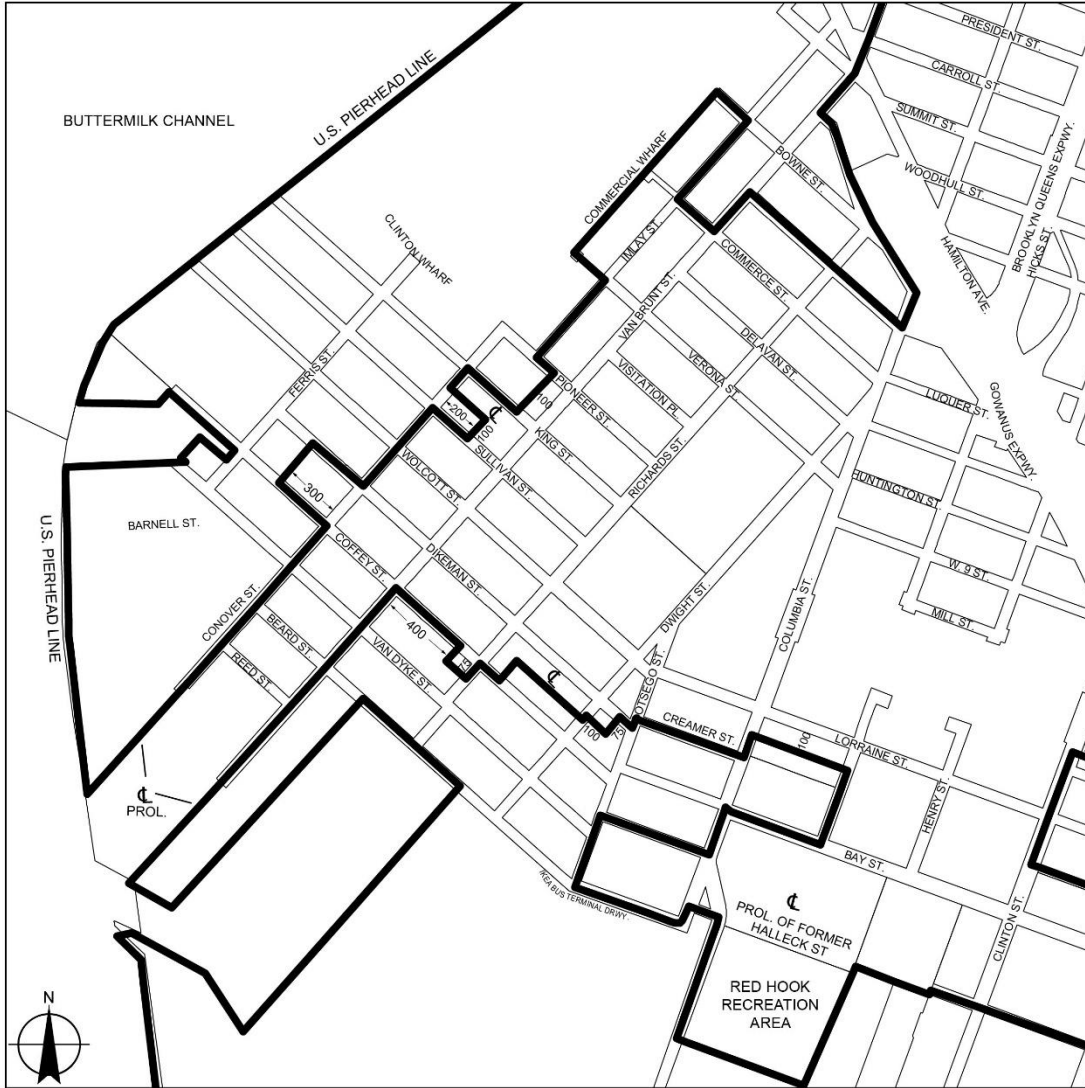 PRESIDENT ST.
CARROLL ST.
SUMMIT ST.
WOODHULL ST.
BROOKLYN QUEENS EXPWY.
HICKS ST.
HAMILTON AVE.
U.S. PIERHEAD LINE
BUTTERMILK CHANNEL
COMMERCIAL WHARF
BOWNE ST.
CLINTON WHARF
IMLAY ST.
COMMERCE ST.
VAN BRUNT ST.
DELAVAN ST.
VERONA ST.
VISITATION PL.
PIONEER ST.
100
FERRIS ST.
200
100
℄
KING ST.
SULLIVAN ST.
WOLCOTT ST.
RICHARDS ST.
LUQUER ST.
GOWANUS EXPWY.
HUNTINGTON ST.
W. 9 ST.
MILL ST.
300
BARNELL ST.
U.S. PIERHEAD LINE
COFFEY ST.
DIKEMAN ST.
DWIGHT ST.
COLUMBIA ST.
CONOVER ST.
BEARD ST.
REED ST.
400
VAN DYKE ST.
75
℄
OTSEGO ST.
100
75
CREAMER ST.
100
LORRAINE ST.
HENRY ST.
℄
PROL.
BAY ST.
IKEA BUS TERMINAL DRWY.
℄
PROL. OF FORMER
HALLECK ST
CLINTON ST.
RED HOOK
RECREATION
AREA
N